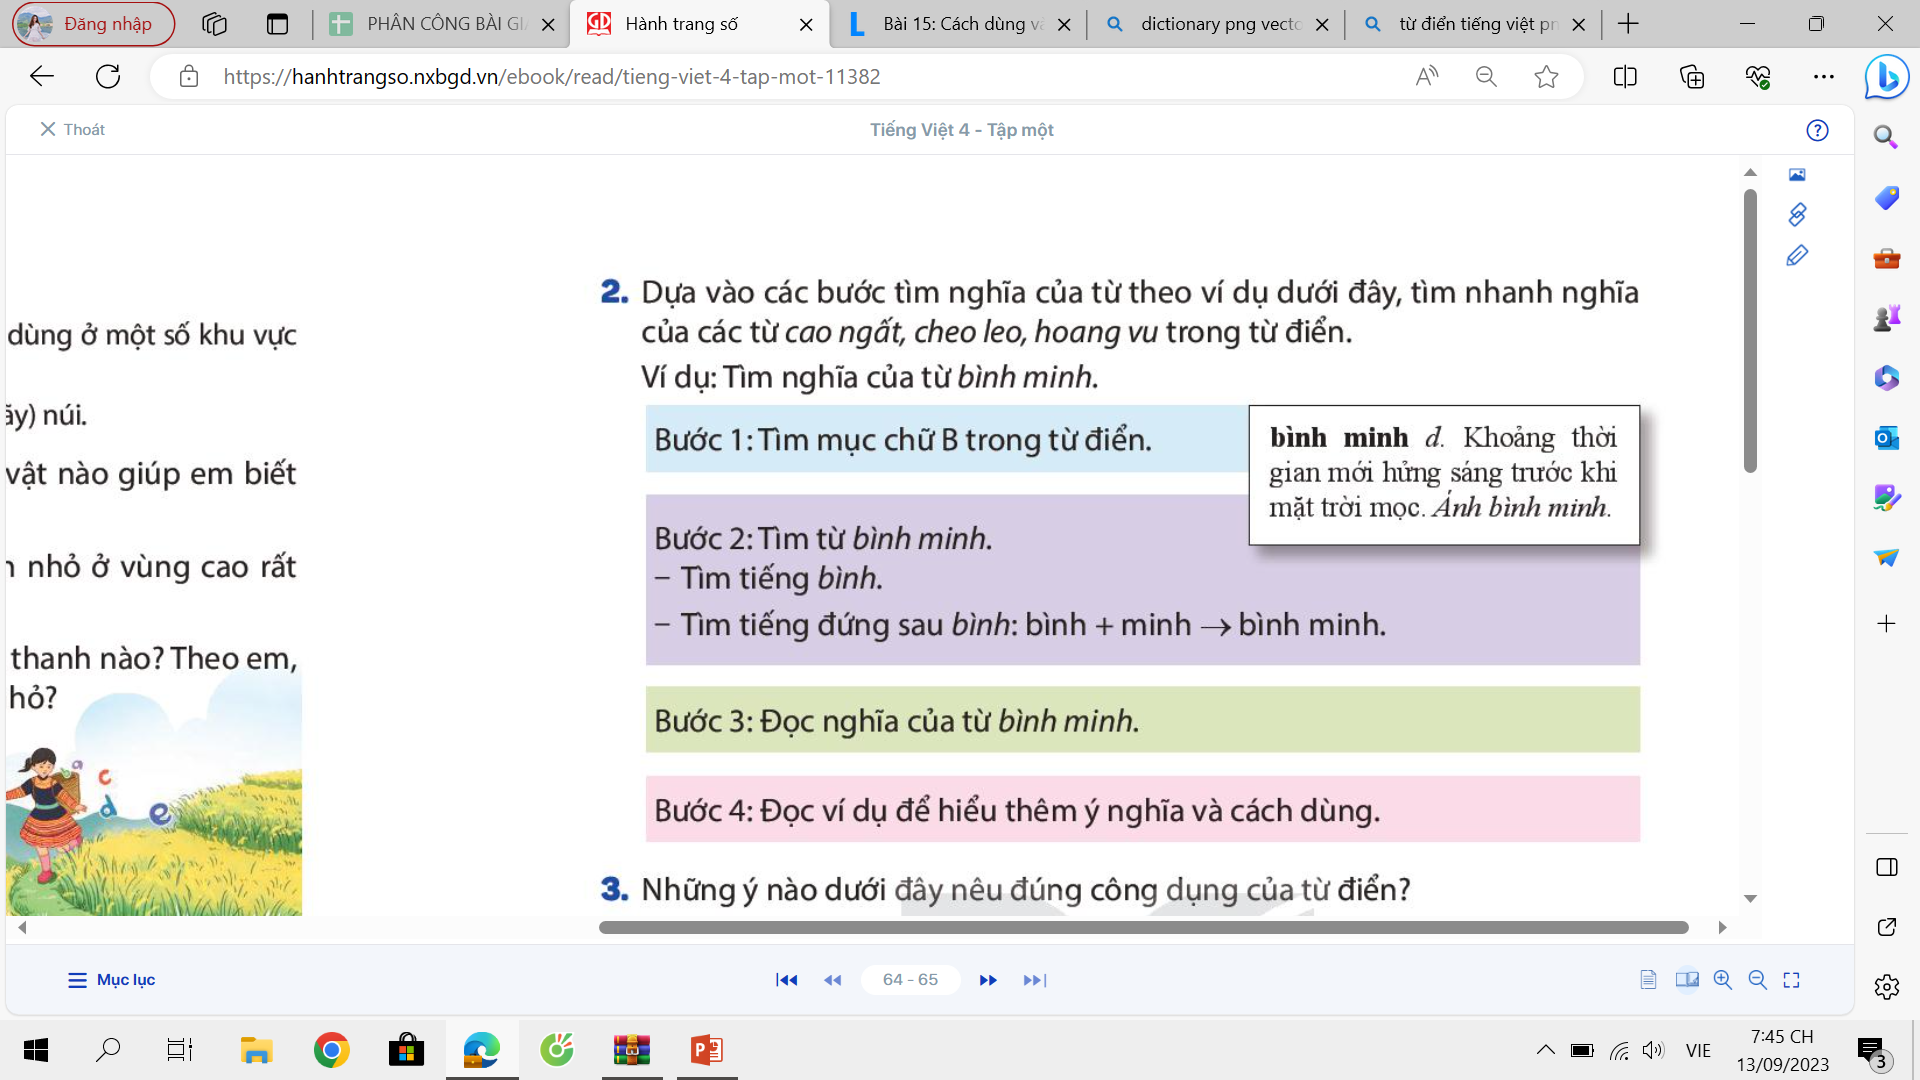 Đăng nhập
PHÂN CÔNG BÀI GI
Hành trang số
Bài 15: Cách dùng và
dictionary png vecto
từ điển tiếng việt pn
https://hanhtrangso.nxbgd.vn/ebook/read/tieng-viet-4-tap-mot-11382
Thoát
Tiếng Việt 4 - Tập một
dùng ở một số khu vực
ãy) núi.
vật nào giúp em biết
nhỏ ở vùng cao rất
thanh nào? Theo em,
hỏ?
b a c d e
2. Dựa vào các bước tìm nghĩa của từ theo ví dụ dưới đây, tìm nhanh nghĩa
của các từ cao ngất, cheo leo, hoang vu trong từ điển.
Ví dụ: Tìm nghĩa của từ bình minh.
Bước 1: Tìm mục chữ B trong từ điển.
bình minh d. Khoảng thời
gian mới hửng sáng trước khi
mặt trời mọc. Ánh bình minh.
Bước 2: Tìm từ bình minh.
– Tìm tiếng bình.
– Tìm tiếng đứng sau bình: bình + minh → bình minh.
Bước 3: Đọc nghĩa của từ bình minh.
Bước 4: Đọc ví dụ để hiểu thêm ý nghĩa và cách dùng.
3. Những ý nào dưới đây nêu đúng công dụng của từ điển?
Mục lục
64 - 65
VIE
7:45 CH
13/09/2023
3